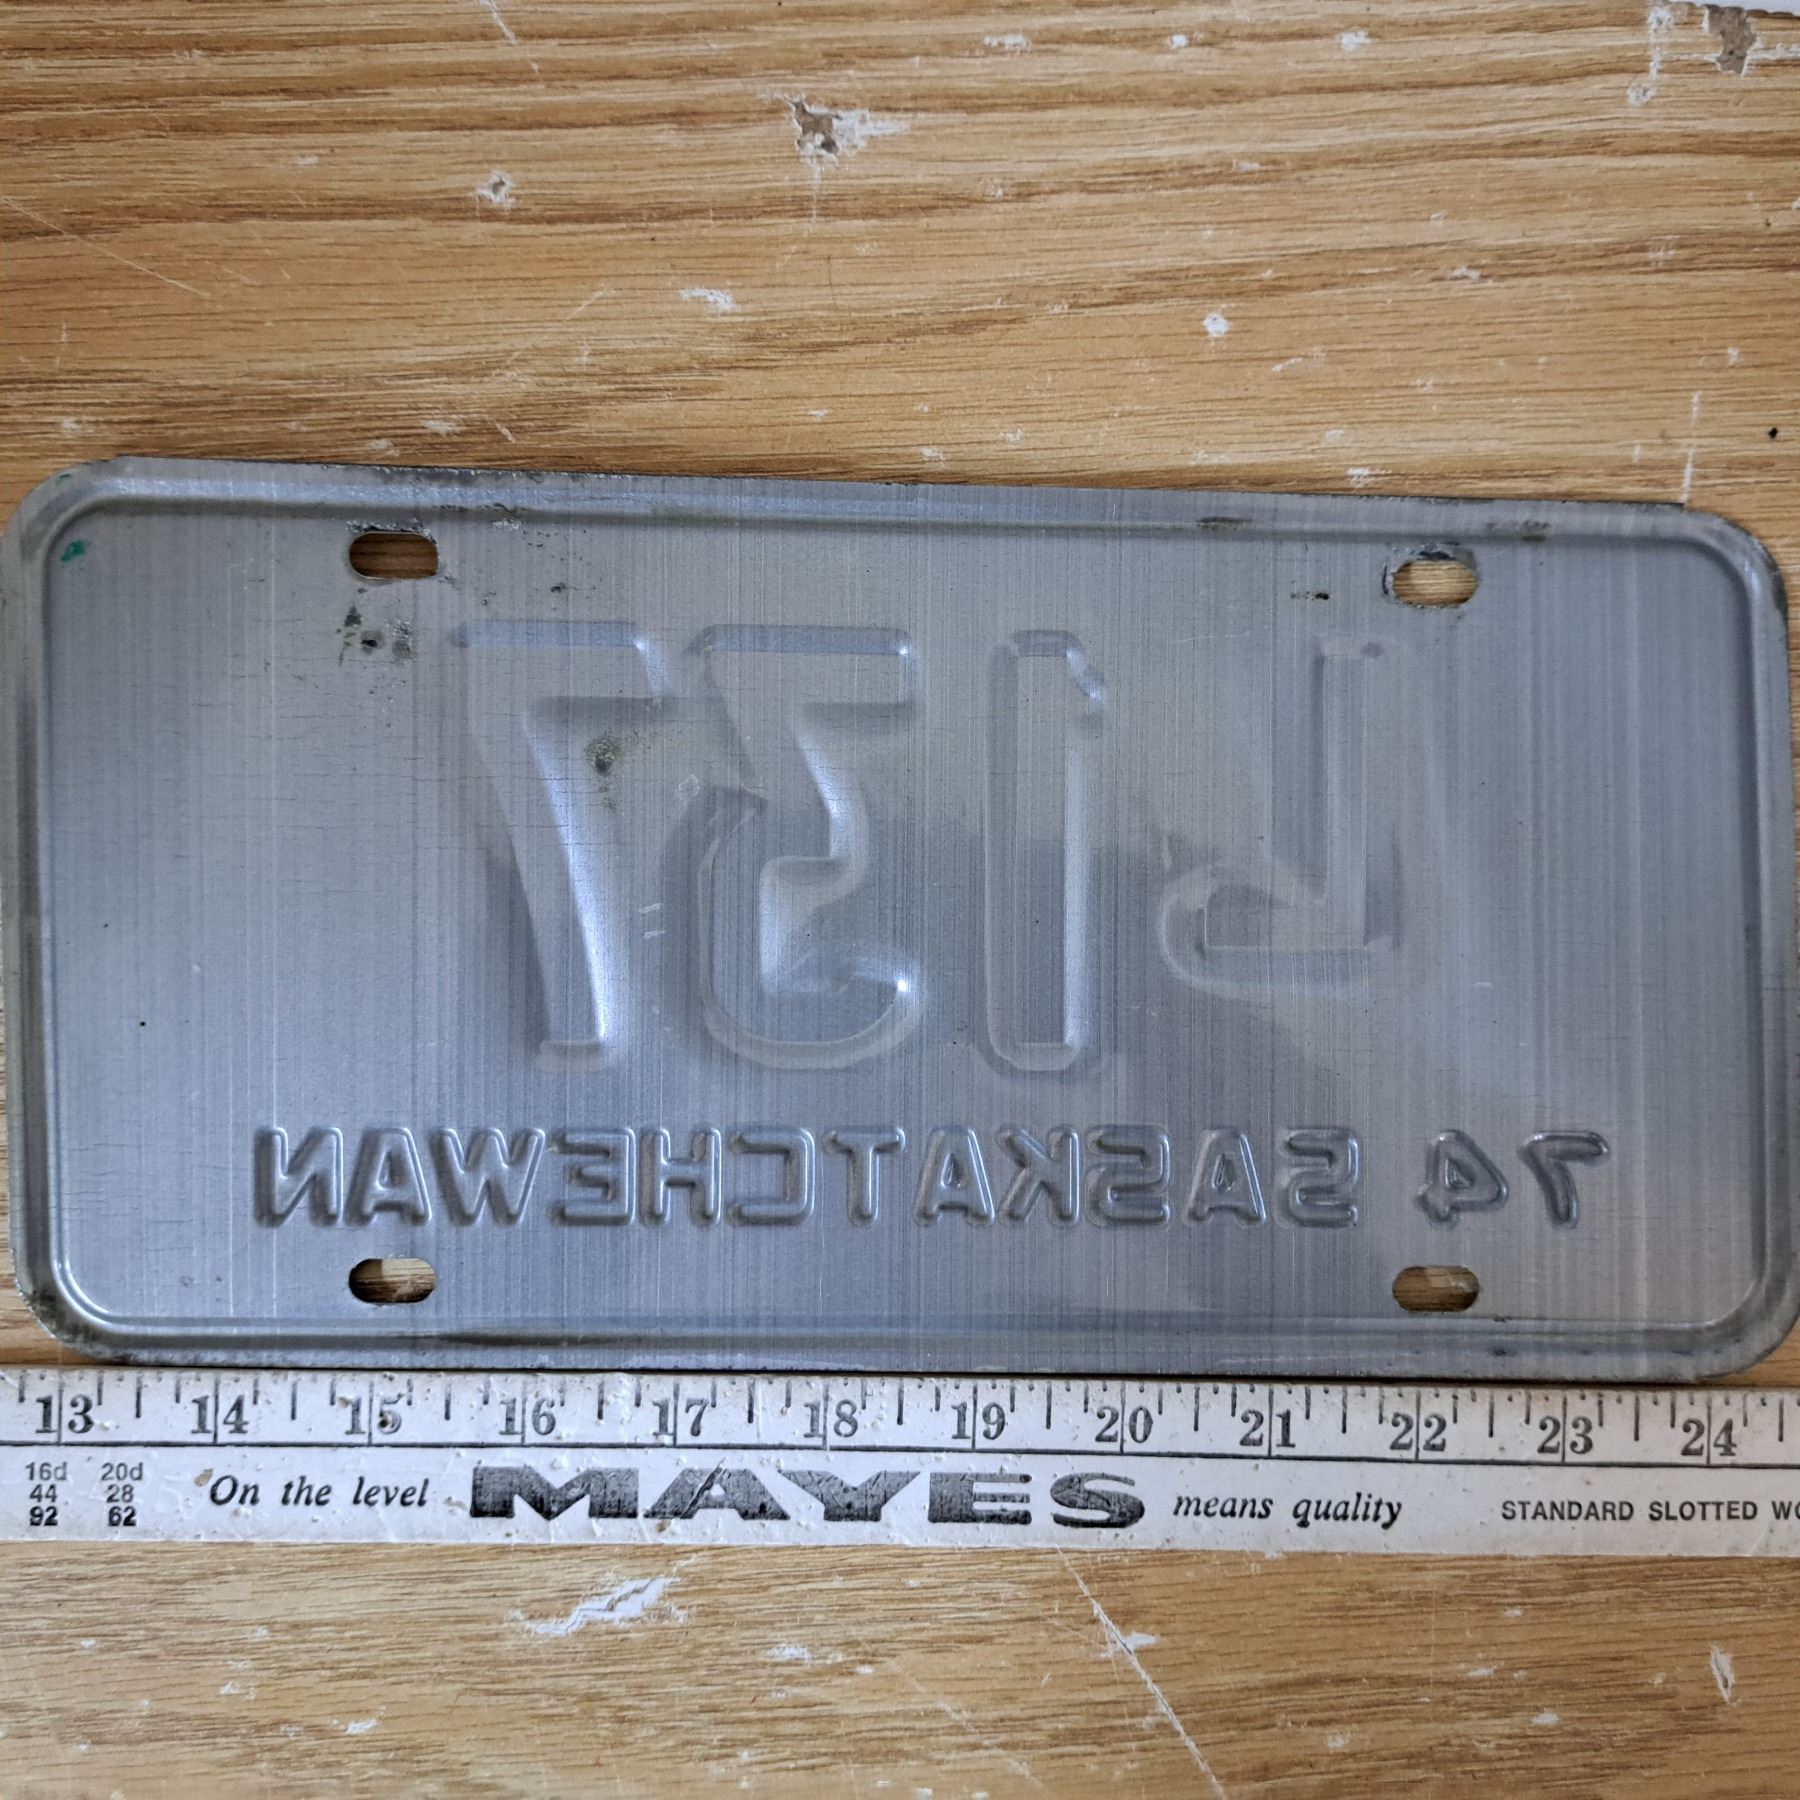 L 137
74 SASKATCHEWAN
13 14 15 16 17 18 19 20 21 22 23 24
16d 20d
44 28
92 62
On the level MAYES means quality STANDARD SLOTTED